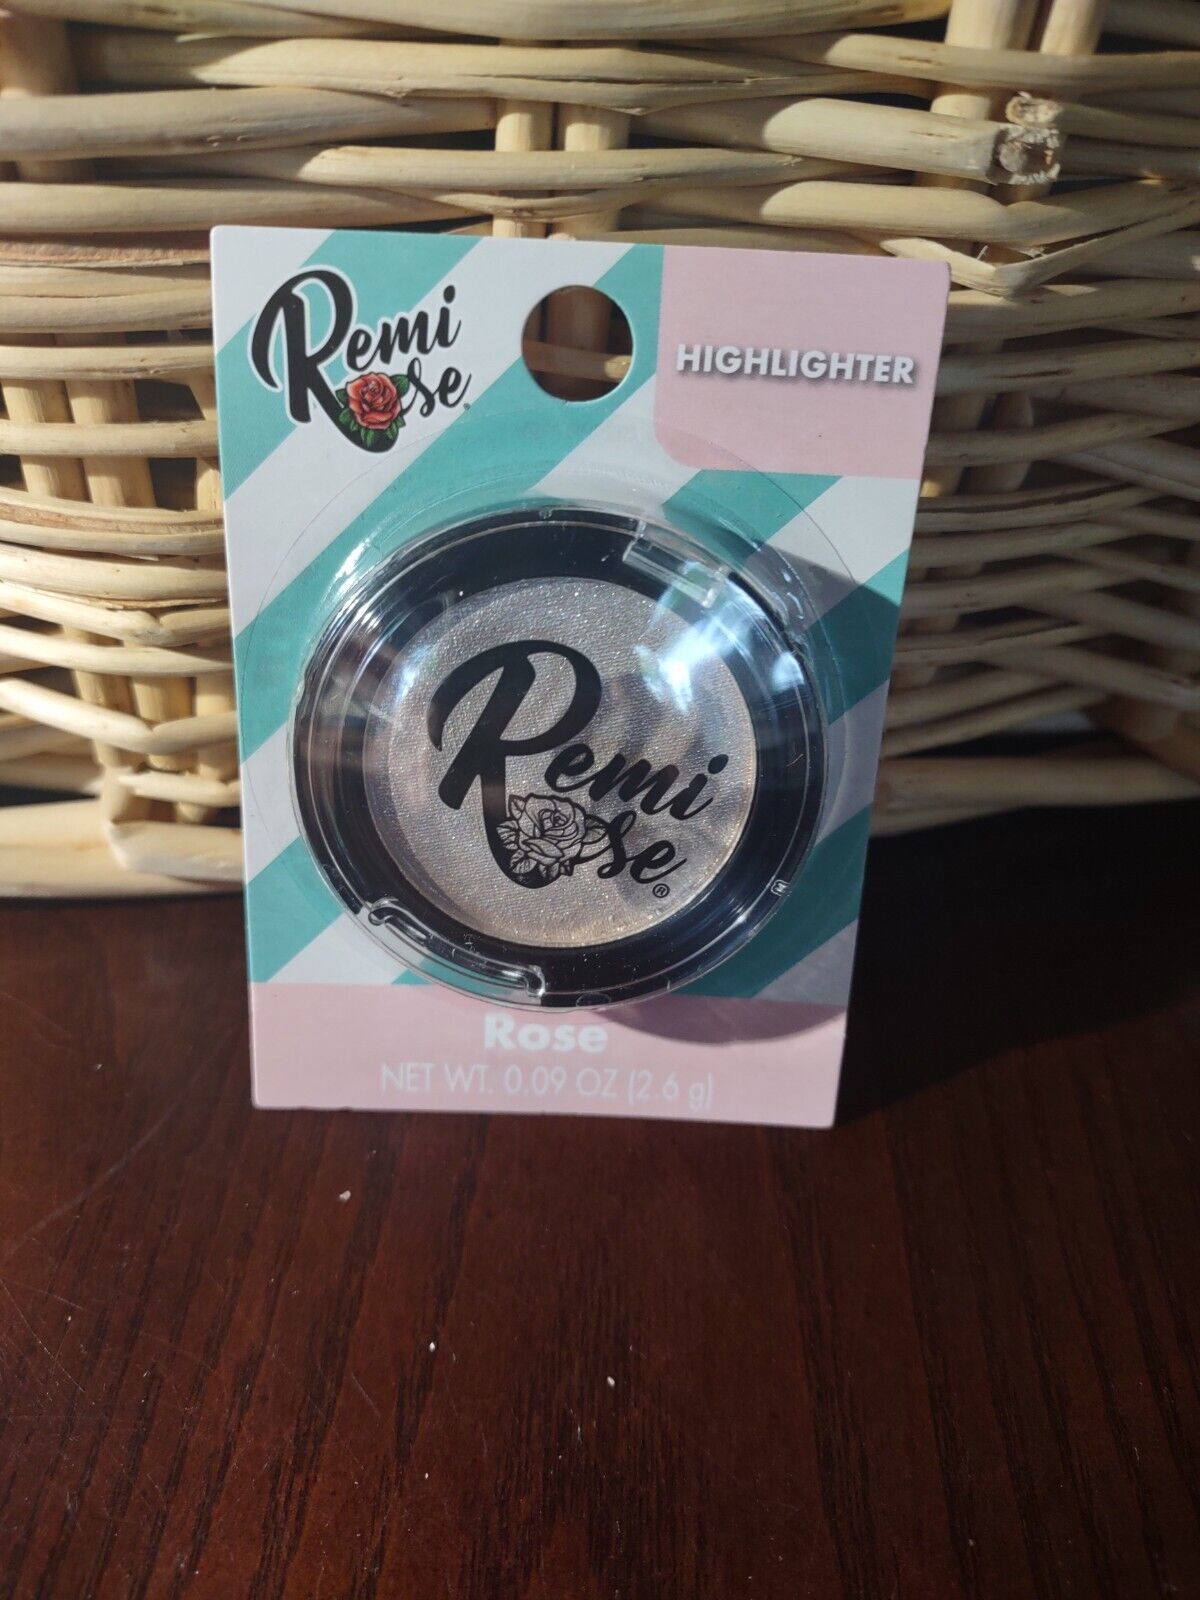 Remi
Rose®
HIGHLIGHTER
Remi
Rose®
Rose
NET WT. 0.09 OZ (2.6 g)